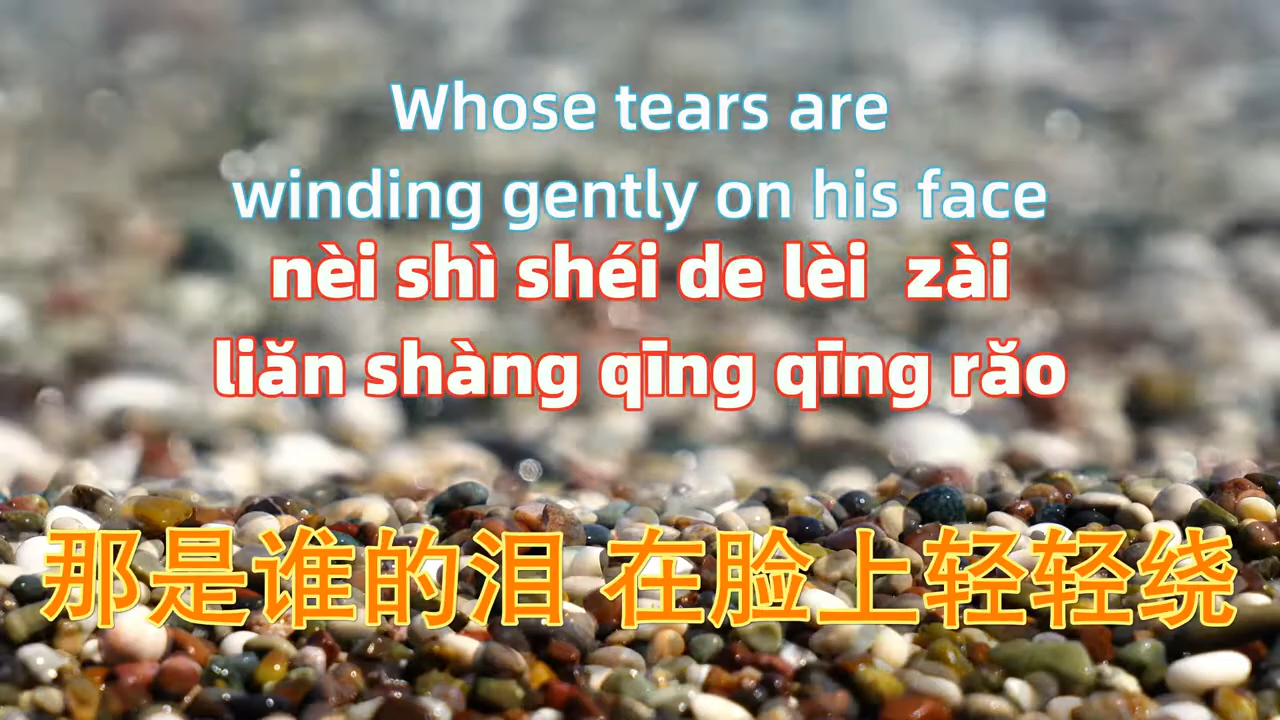 Whose tears are
winding gently on his face
nèi shì shéi de lèi  zài
liǎn shàng qīng qīng rǎo
那是谁的泪 在脸上轻轻绕